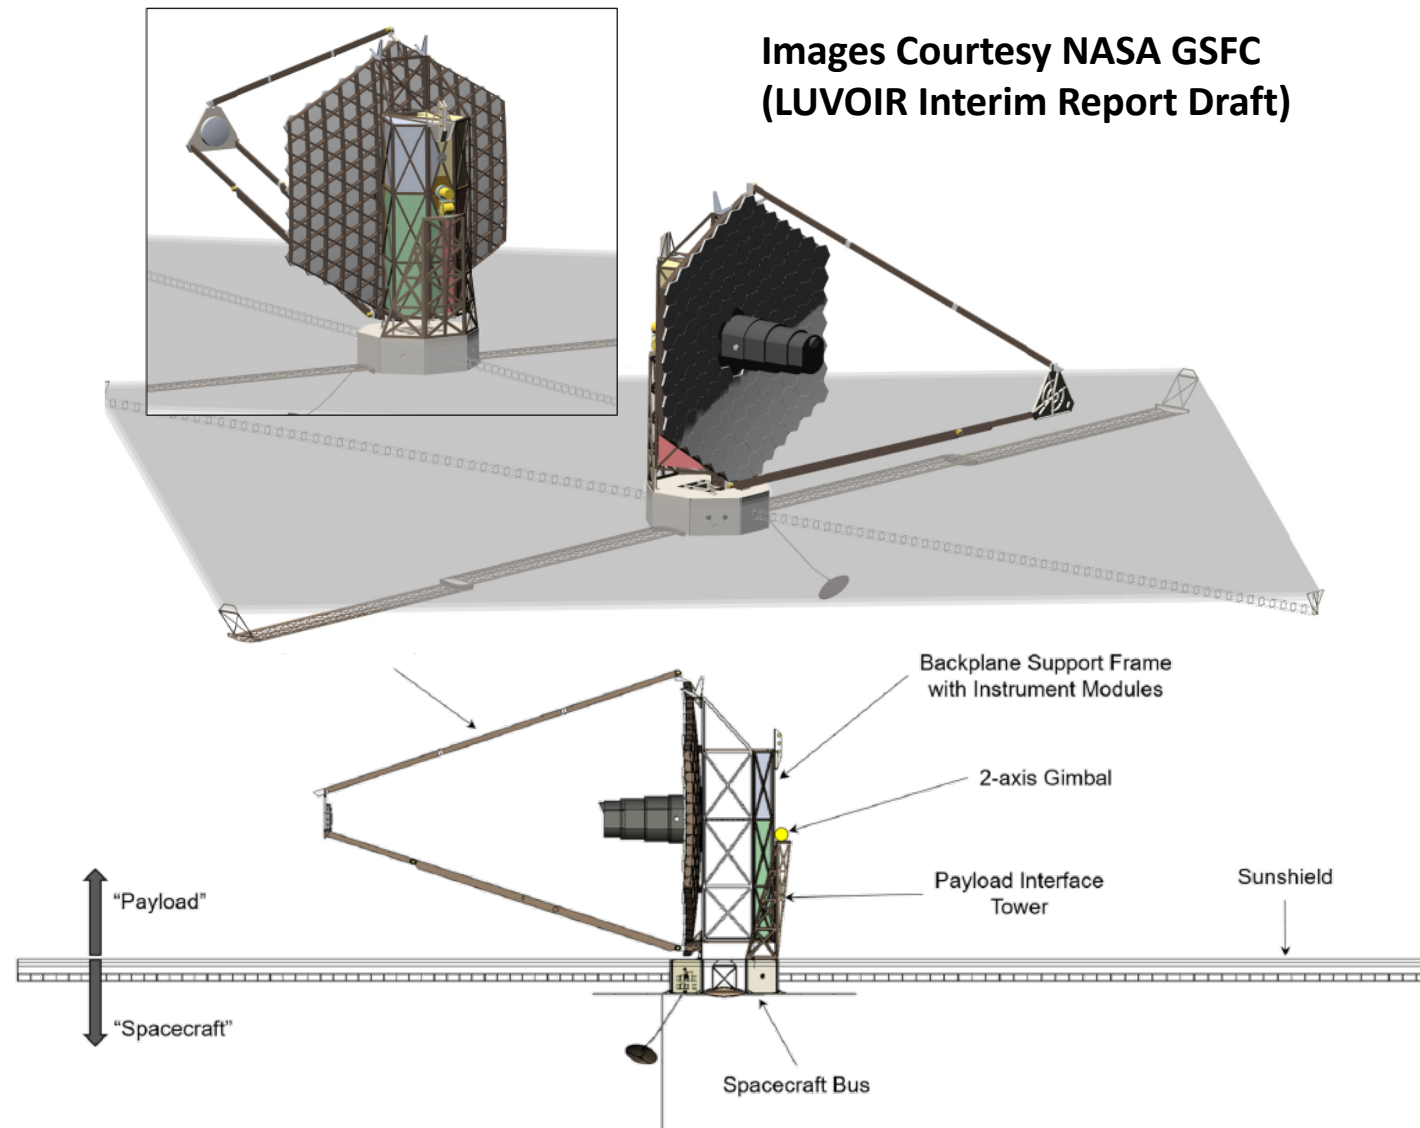 Images Courtesy NASA GSFC
(LUVOIR Interim Report Draft)
Backplane Support Frame
with Instrument Modules
2-axis Gimbal
Payload Interface
Tower
Sunshield
“Payload”
“Spacecraft”
Spacecraft Bus